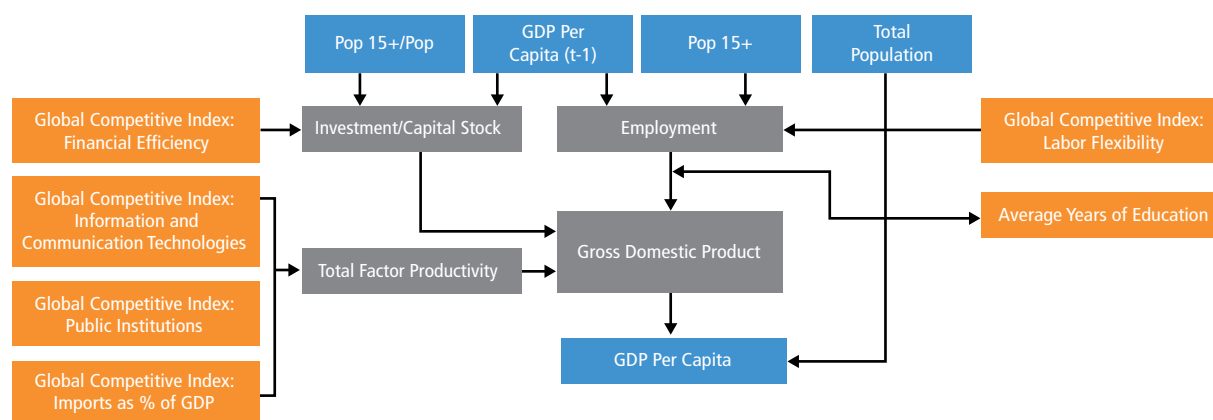 Pop 15+/Pop
GDP Per
Capita (t-1)
Pop 15+
Total
Population
Global Competitive Index:
Financial Efficiency
Investment/Capital Stock
Employment
Global Competitive Index:
Labor Flexibility
Global Competitive Index:
Information and
Communication Technologies
Average Years of Education
Gross Domestic Product
Total Factor Productivity
Global Competitive Index:
Public Institutions
GDP Per Capita
Global Competitive Index:
Imports as % of GDP